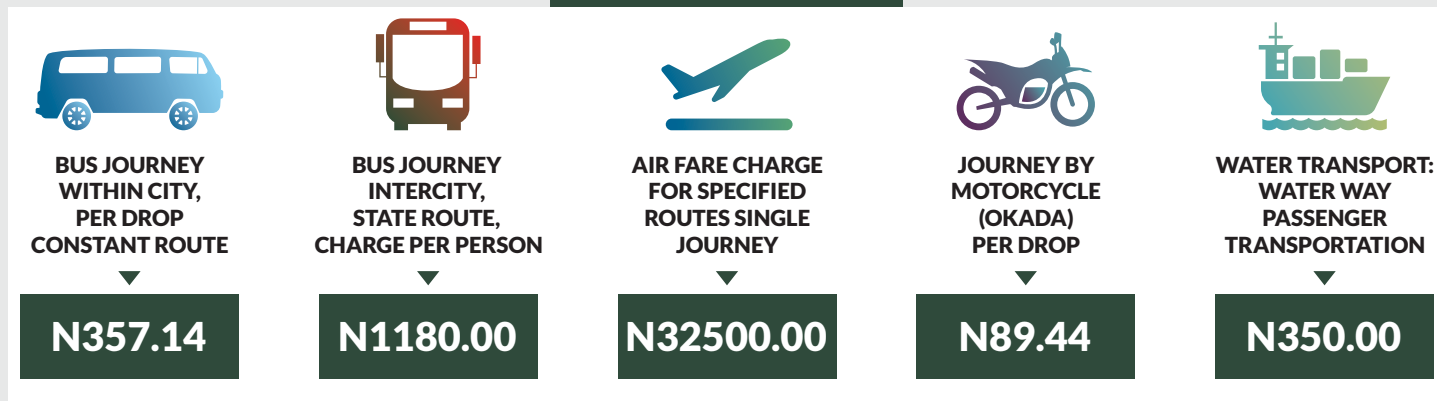 BUS JOURNEY
WITHIN CITY,
PER DROP
CONSTANT ROUTE
N357.14
BUS JOURNEY
INTERCITY,
STATE ROUTE,
CHARGE PER PERSON
N1180.00
AIR FARE CHARGE
FOR SPECIFIED
ROUTES SINGLE
JOURNEY
N32500.00
JOURNEY BY
MOTORCYCLE
(OKADA)
PER DROP
N89.44
WATER TRANSPORT:
WATER WAY
PASSENGER
TRANSPORTATION
N350.00